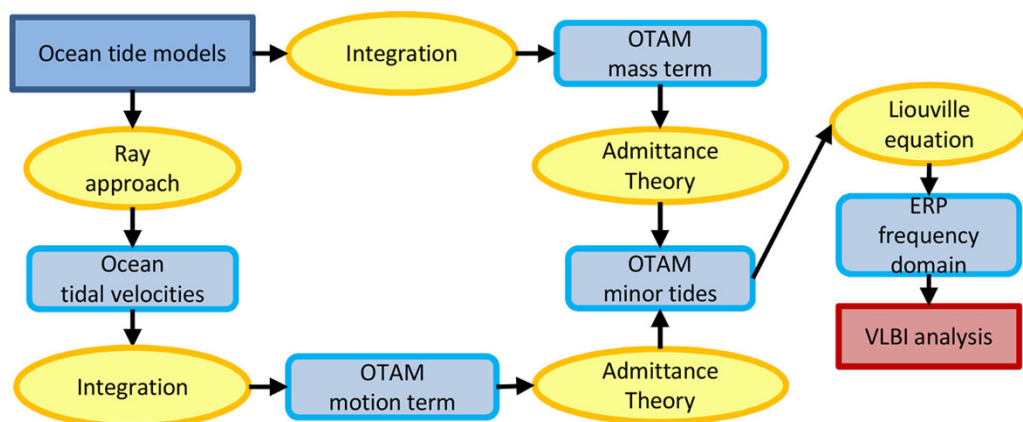 Ocean tide models
Integration
OTAM
mass term
Ray
approach
Admittance
Theory
Liouville
equation
Ocean
tidal velocities
OTAM
minor tides
ERP
frequency
domain
Integration
OTAM
motion term
Admittance
Theory
VLBI analysis